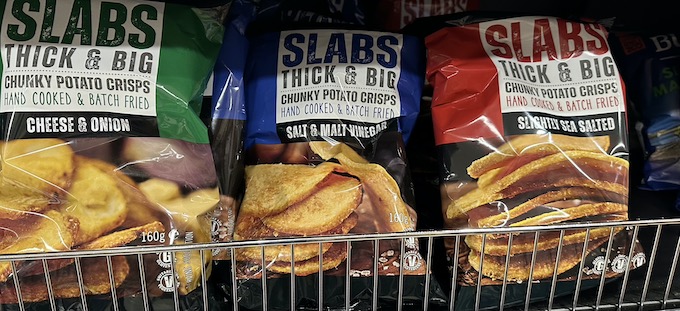 SLABS
THICK & BIG
CHUNKY POTATO CRISPS
HAND COOKED & BATCH FRIED
CHEESE & ONION
160g
SLABS
THICK & BIG
CHUNKY POTATO CRISPS
HAND COOKED & BATCH FRIED
SALT & MALT VINEGAR
160g
SLABS
THICK & BIG
CHUNKY POTATO CRISPS
HAND COOKED & BATCH FRIED
SLIGHTLY SEA SALTED